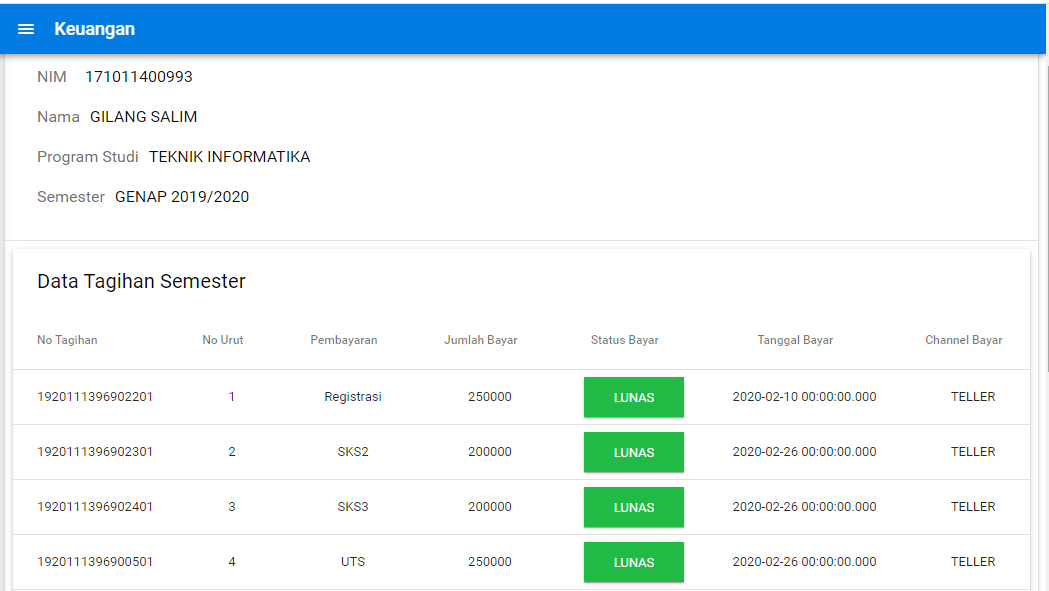 Keuangan
NIM 171011400993
Nama GILANG SALIM
Program Studi TEKNIK INFORMATIKA
Semester GENAP 2019/2020
Data Tagihan Semester
No Tagihan No Urut Pembayaran Jumlah Bayar Status Bayar Tanggal Bayar Channel Bayar
1920111396902201 1 Registrasi 250000 LUNAS 2020-02-10 00:00:00.000 TELLER
1920111396902301 2 SKS2 200000 LUNAS 2020-02-26 00:00:00.000 TELLER
1920111396902401 3 SKS3 200000 LUNAS 2020-02-26 00:00:00.000 TELLER
1920111396900501 4 UTS 250000 LUNAS 2020-02-26 00:00:00.000 TELLER